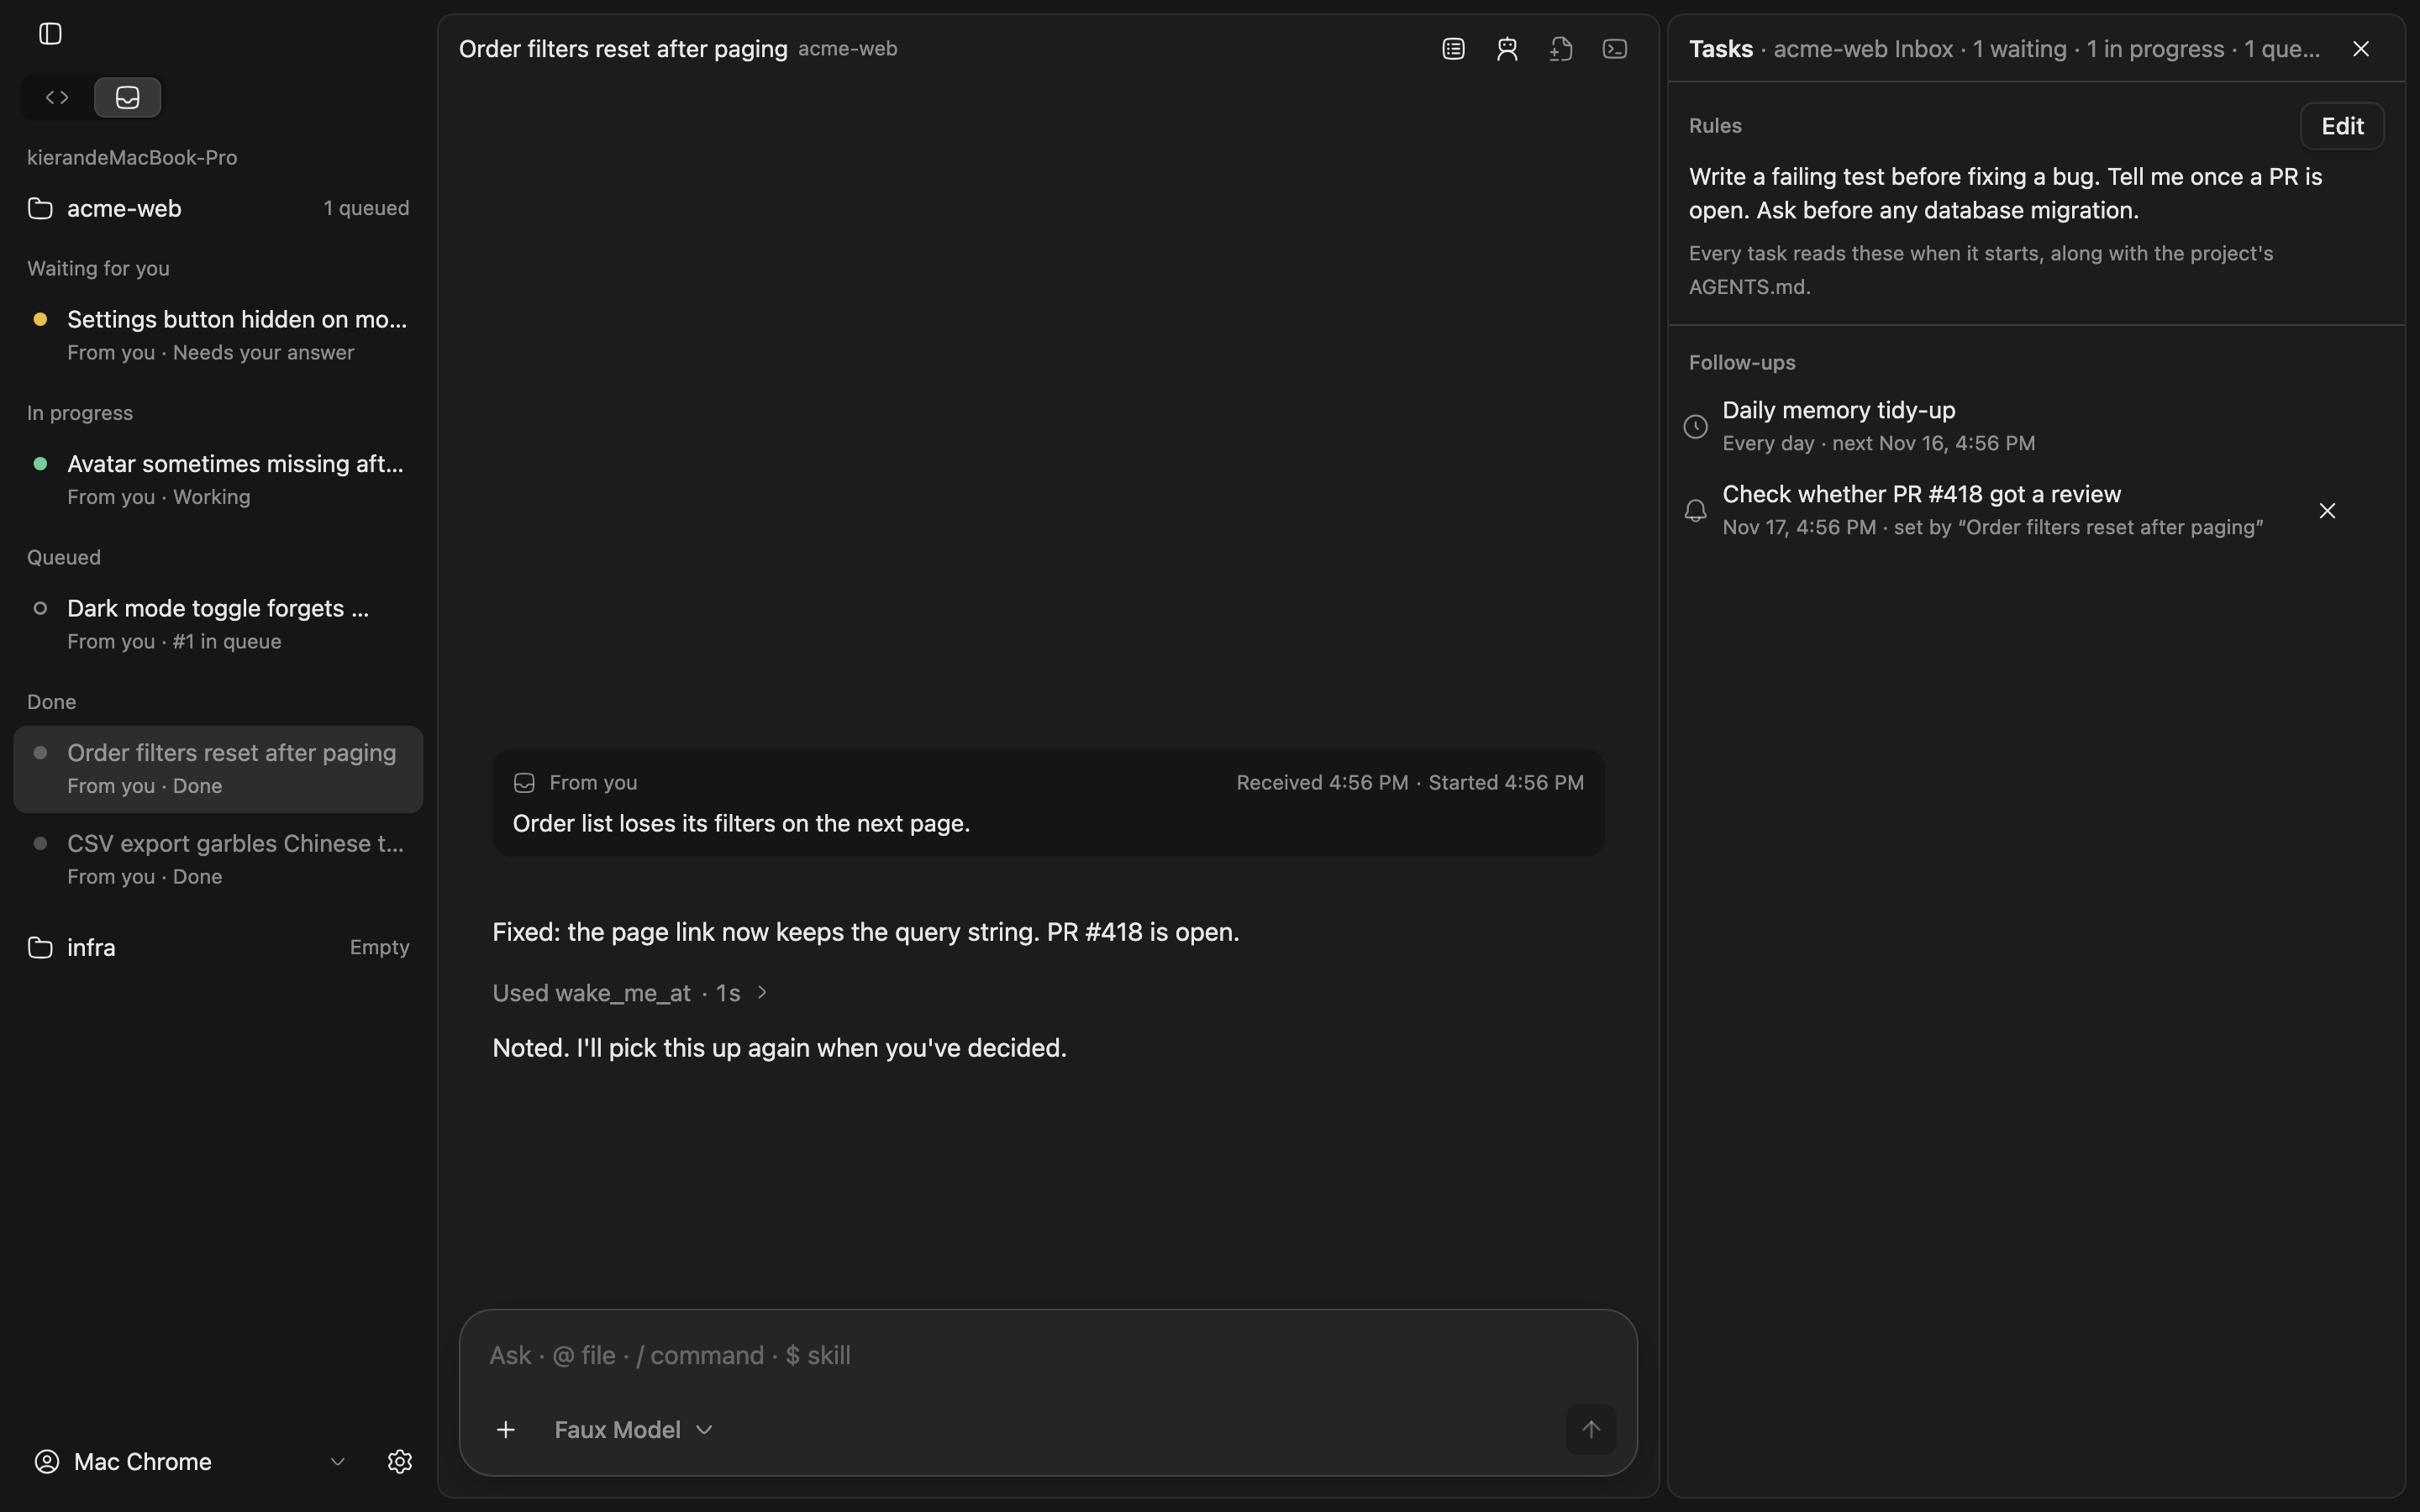 kierandeMacBook-Pro
acme-web
1 queued
Waiting for you
Settings button hidden on mo...
From you · Needs your answer
In progress
Avatar sometimes missing aft...
From you · Working
Queued
Dark mode toggle forgets ...
From you · #1 in queue
Done
Order filters reset after paging
From you · Done
CSV export garbles Chinese t...
From you · Done
infra
Empty
Mac Chrome
Order filters reset after paging acme-web
From you
Received 4:56 PM · Started 4:56 PM
Order list loses its filters on the next page.
Fixed: the page link now keeps the query string. PR #418 is open.
Used wake_me_at · 1s
Noted. I'll pick this up again when you've decided.
Ask · @ file · / command · $ skill
Faux Model
Tasks · acme-web Inbox · 1 waiting · 1 in progress · 1 que...
Rules
Edit
Write a failing test before fixing a bug. Tell me once a PR is
open. Ask before any database migration.
Every task reads these when it starts, along with the project's
AGENTS.md.
Follow-ups
Daily memory tidy-up
Every day · next Nov 16, 4:56 PM
Check whether PR #418 got a review
Nov 17, 4:56 PM · set by “Order filters reset after paging”